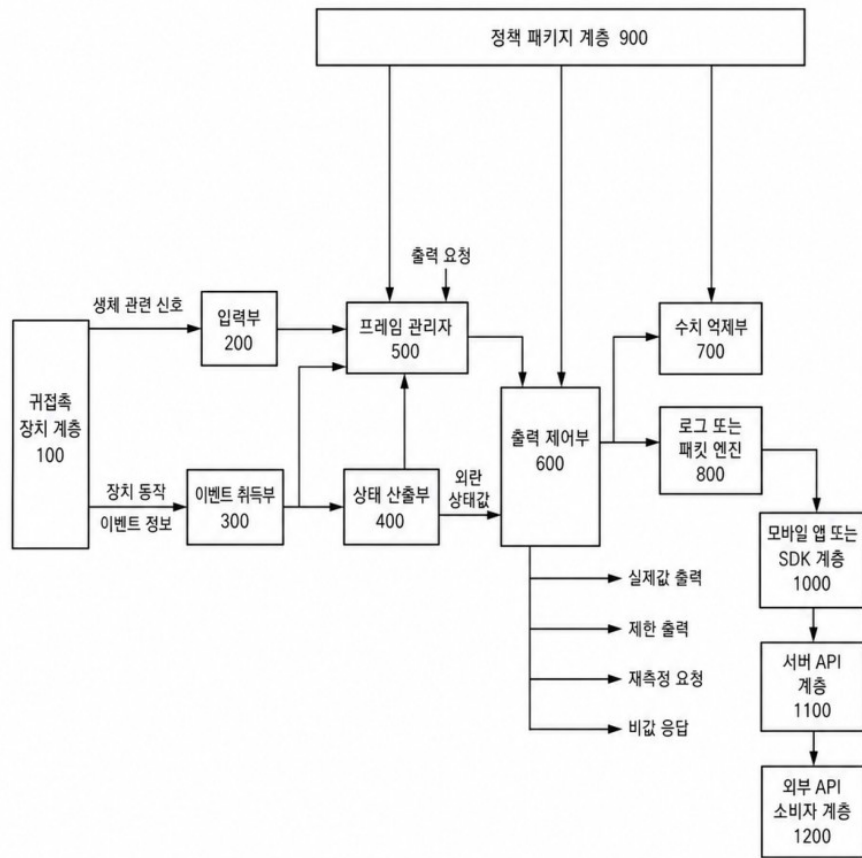 정책 패키지 계층 900
출력 요청
생체 관련 신호
입력부
200
프레임 관리자
500
수치 억제부
700
귀접촉
장치 계층
100
출력 제어부
600
로그 또는
패킷 엔진
800
장치 동작
이벤트 정보
이벤트 취득부
300
상태 산출부
400
외란
상태값
모바일 앱 또는
SDK 계층
1000
실제값 출력
제한 출력
재측정 요청
비값 응답
서버 API
계층
1100
외부 API
소비자 계층
1200